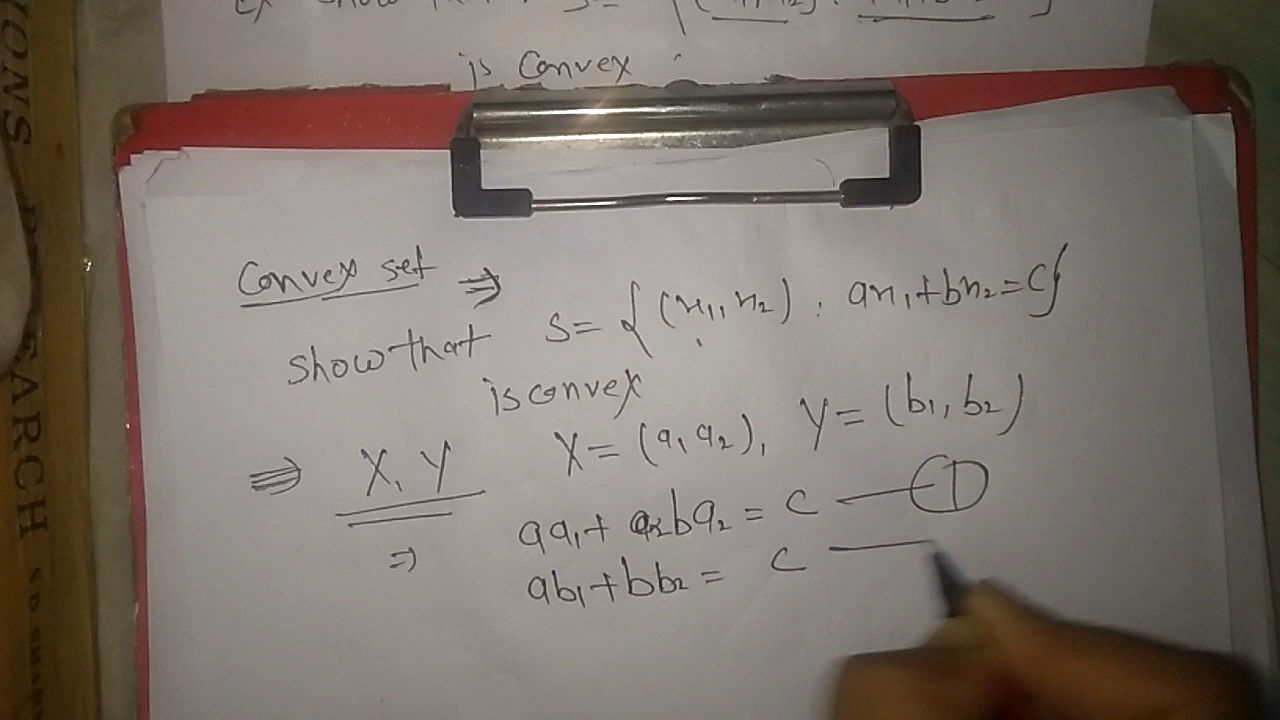 is Convex
Convex set ⇒
show that S = { (x₁, x₂) : ax₁ + bx₂ = C}
is convex
⇒ X, Y X = (a₁ a₂), Y = (b₁, b₂)
⇒ aa₁ + ba₂ = C — ①
ab₁ + bb₂ = C —